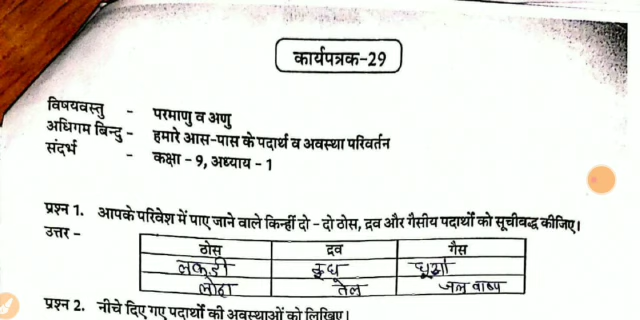 कार्यपत्रक-29
विषयवस्तु - परमाणु व अणु
अधिगम बिन्दु - हमारे आस-पास के पदार्थ व अवस्था परिवर्तन
संदर्भ - कक्षा - 9, अध्याय - 1
प्रश्न 1. आपके परिवेश में पाए जाने वाले किन्हीं दो - दो ठोस, द्रव और गैसीय पदार्थों को सूचीबद्ध कीजिए।
उत्तर -
ठोस द्रव गैस
लकड़ी दूध धूआँ
लोहा तेल जल वाष्प
प्रश्न 2. नीचे दिए गए पदार्थों की अवस्थाओं को लिखिए।